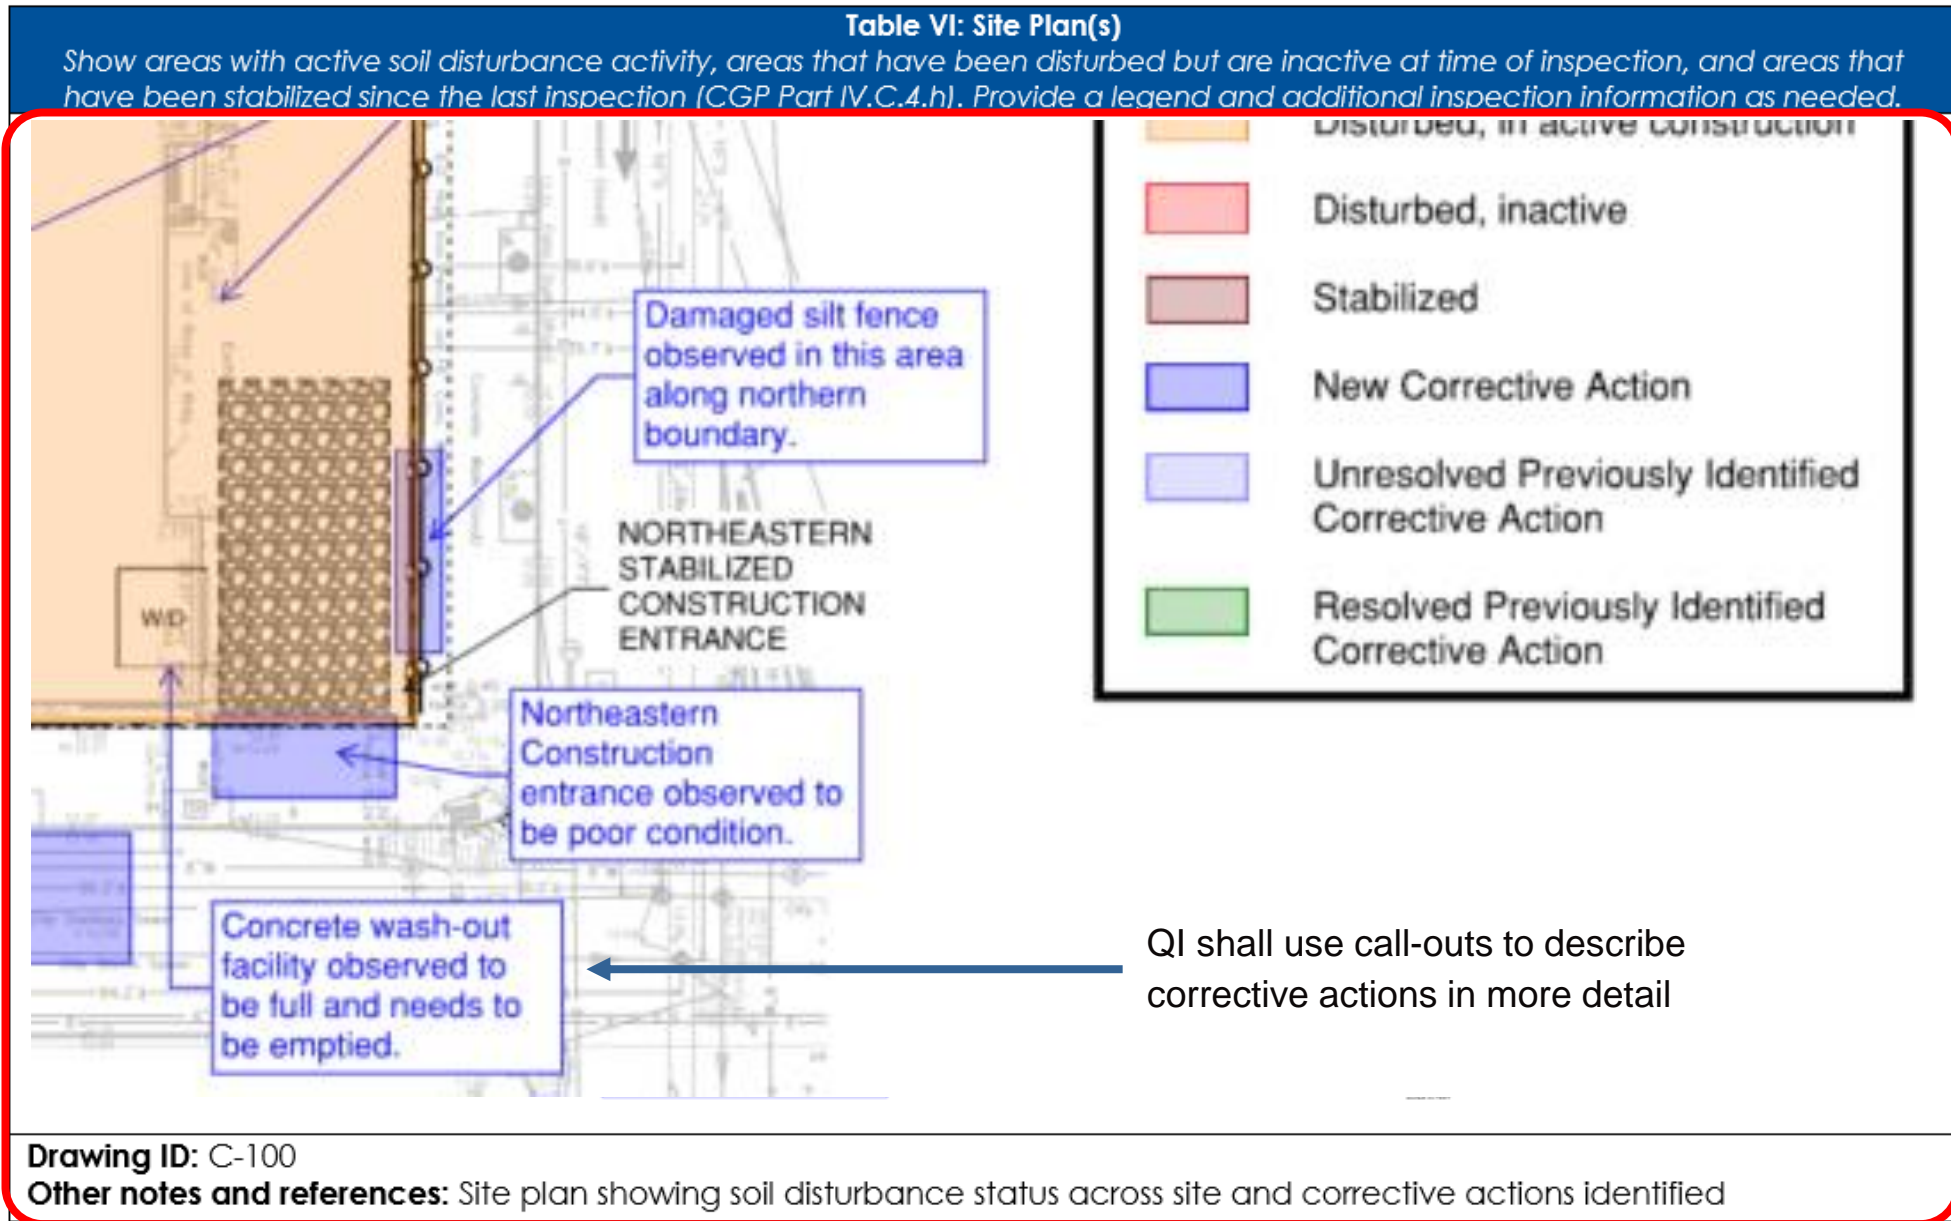 Table VI: Site Plan(s)
Show areas with active soil disturbance activity, areas that have been disturbed but are inactive at time of inspection, and areas that
have been stabilized since the last inspection (CGP Part IV.C.4.h). Provide a legend and additional inspection information as needed.
Disturbed, in active construction
Disturbed, inactive
Stabilized
New Corrective Action
Unresolved Previously Identified
Corrective Action
Resolved Previously Identified
Corrective Action
Damaged silt fence
observed in this area
along northern
boundary.
NORTHEASTERN
STABILIZED
CONSTRUCTION
ENTRANCE
W/D
Northeastern
Construction
entrance observed to
be poor condition.
Concrete wash-out
facility observed to
be full and needs to
be emptied.
QI shall use call-outs to describe
corrective actions in more detail
Drawing ID: C-100
Other notes and references: Site plan showing soil disturbance status across site and corrective actions identified